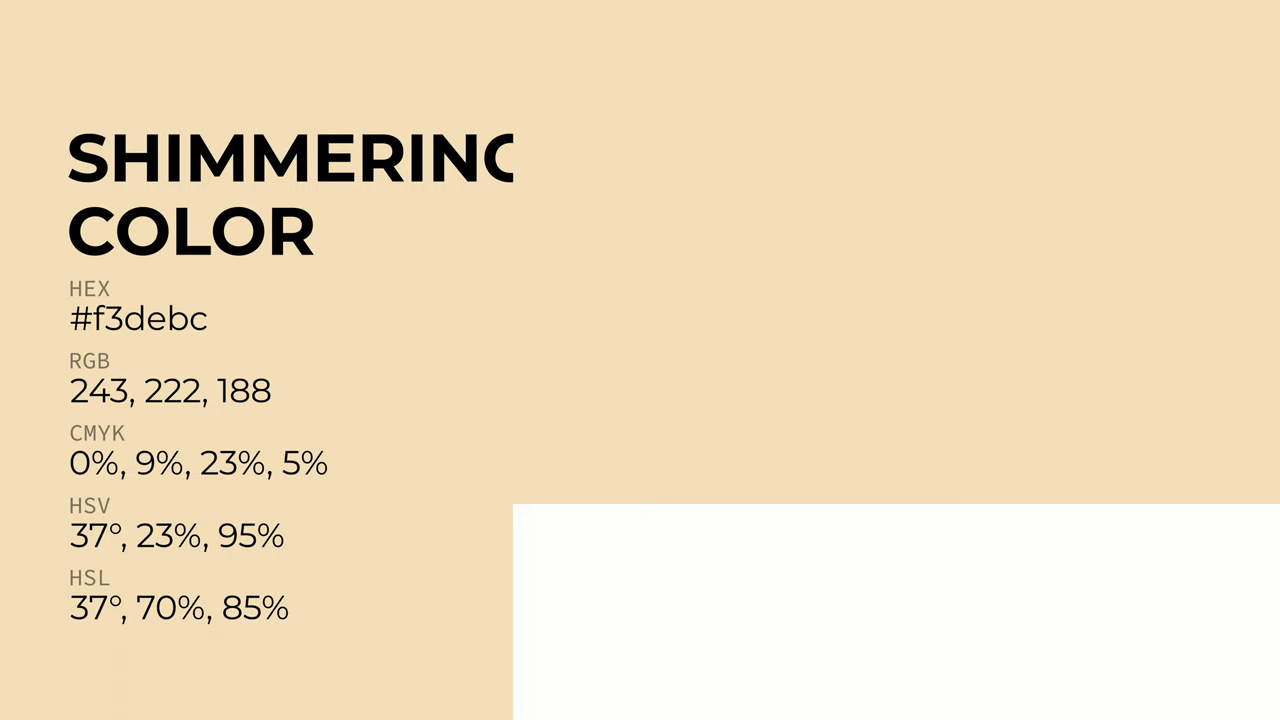 SHIMMERING
COLOR
HEX
#f3debc
RGB
243, 222, 188
CMYK
0%, 9%, 23%, 5%
HSV
37°, 23%, 95%
HSL
37°, 70%, 85%